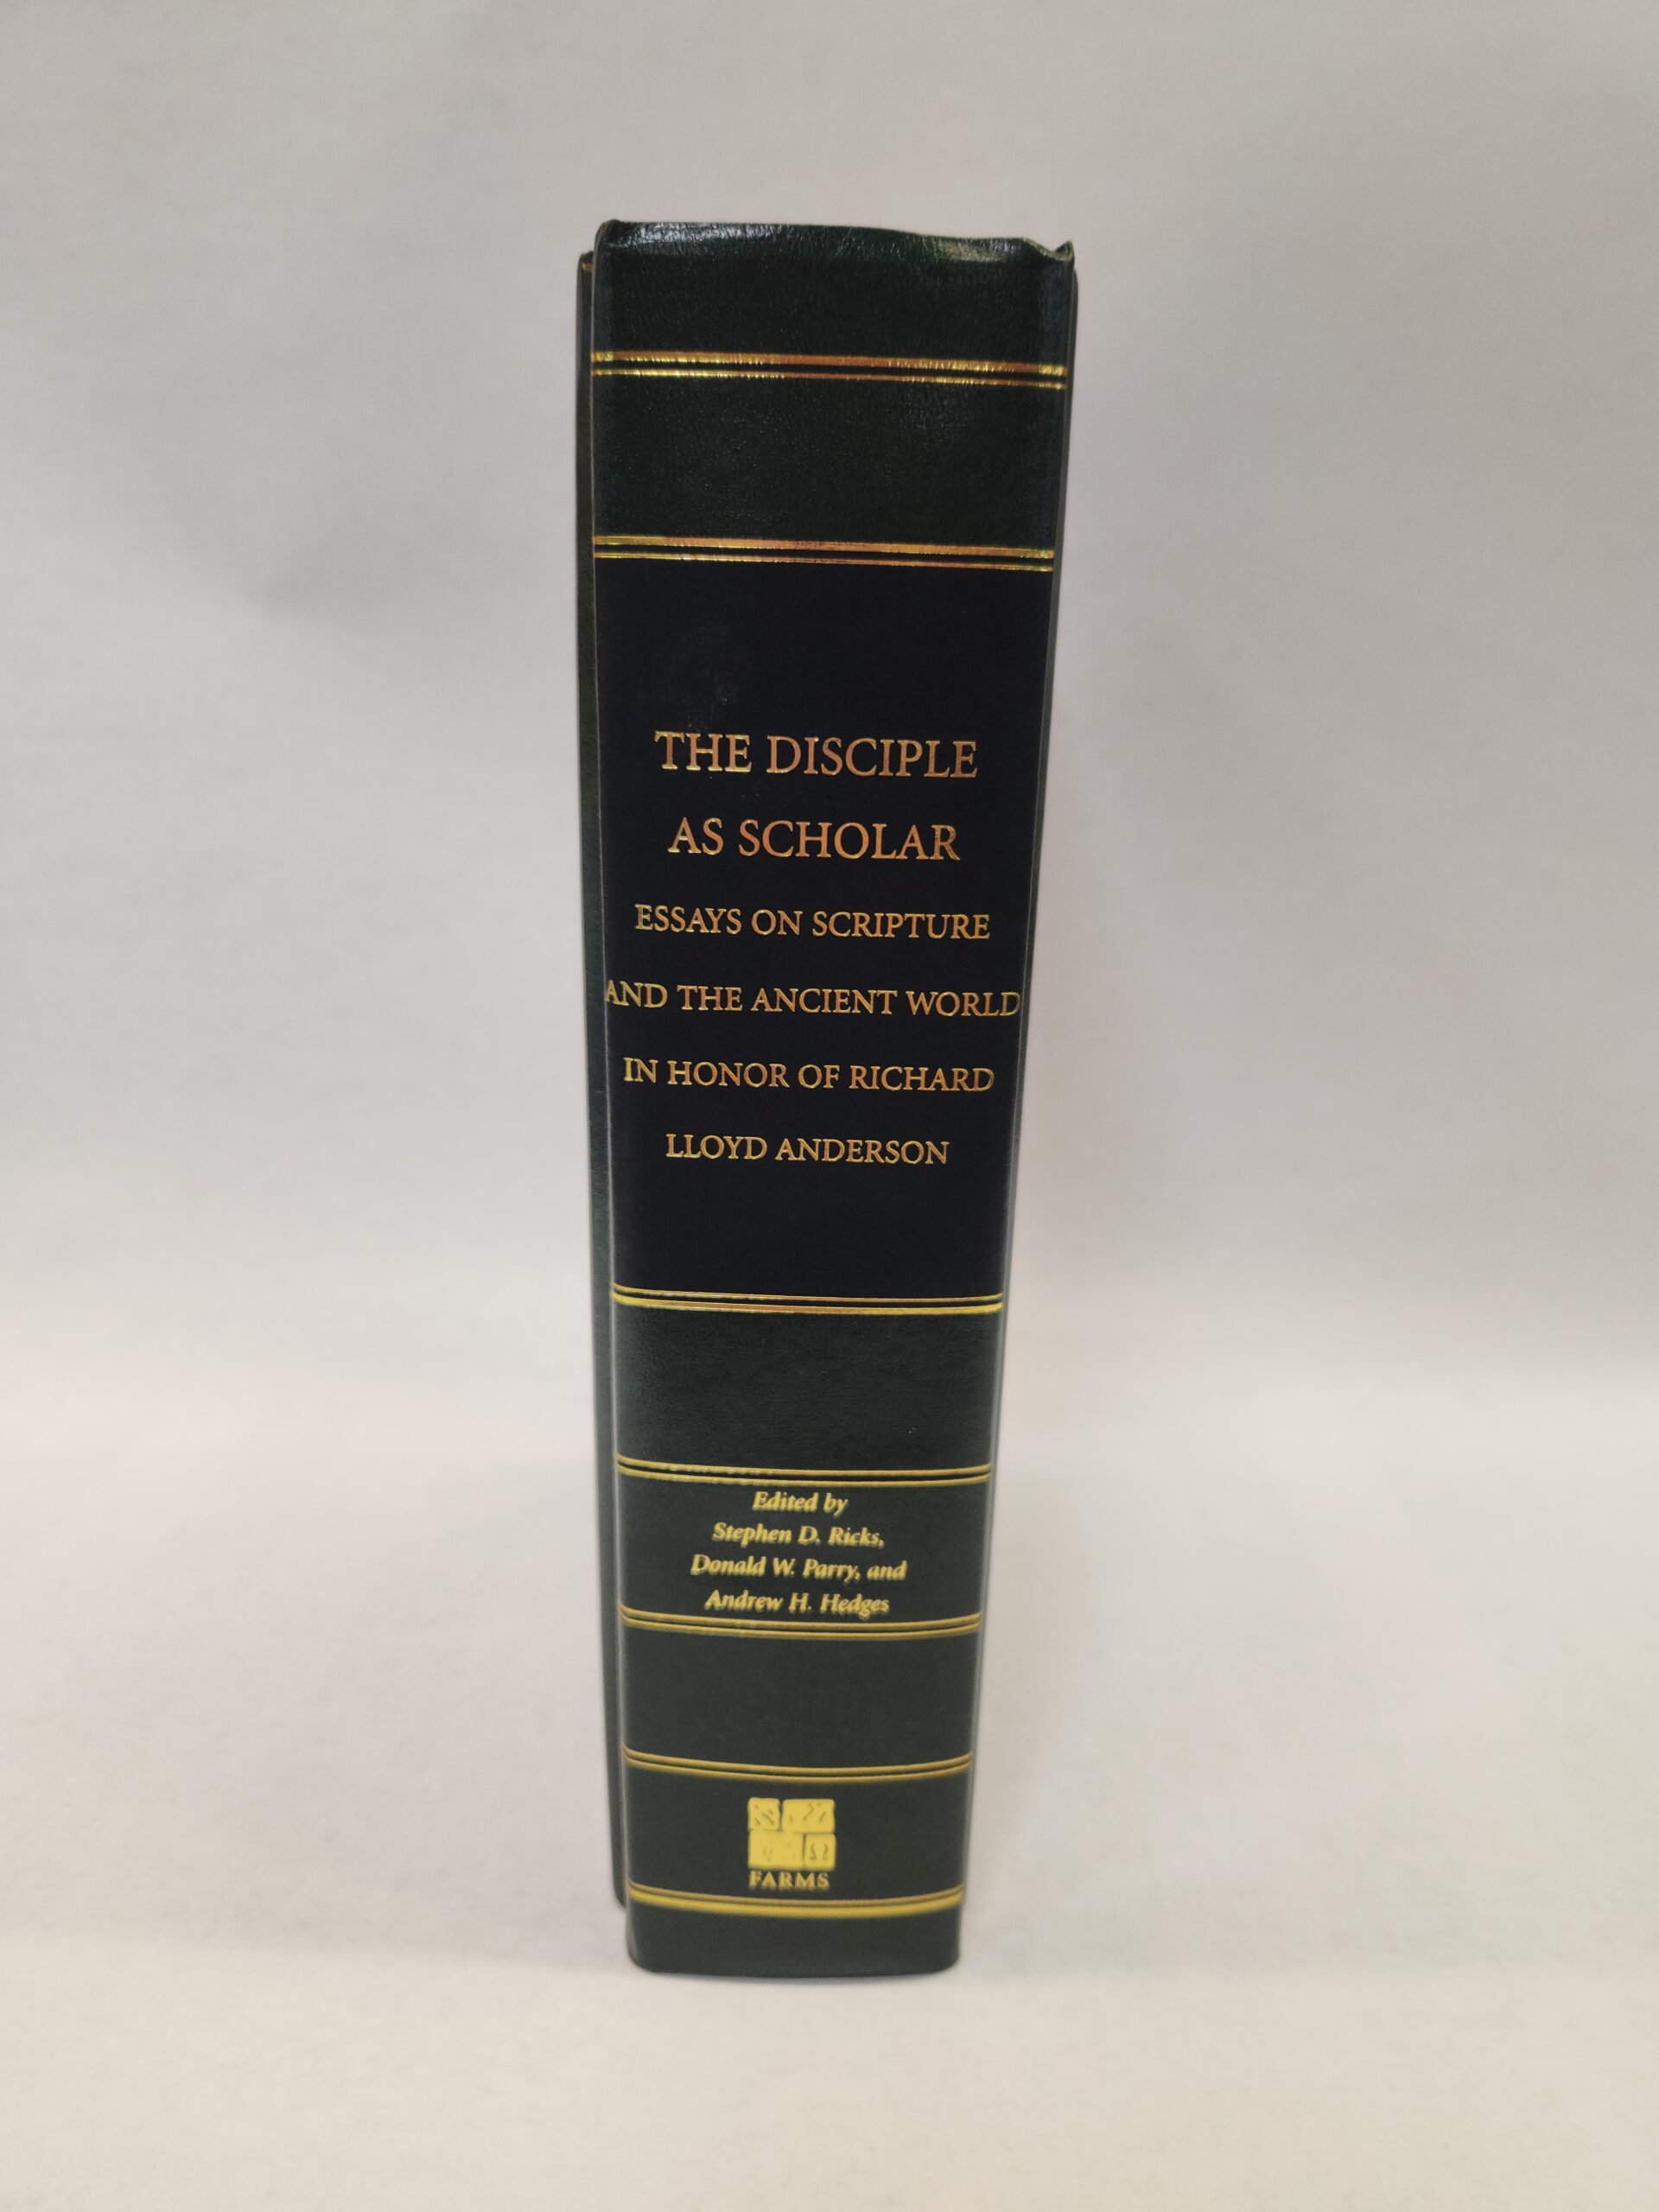 THE DISCIPLE
AS SCHOLAR
ESSAYS ON SCRIPTURE
AND THE ANCIENT WORLD
IN HONOR OF RICHARD
LLOYD ANDERSON
Edited by
Stephen D. Ricks,
Donald W. Parry, and
Andrew H. Hedges
FARMS